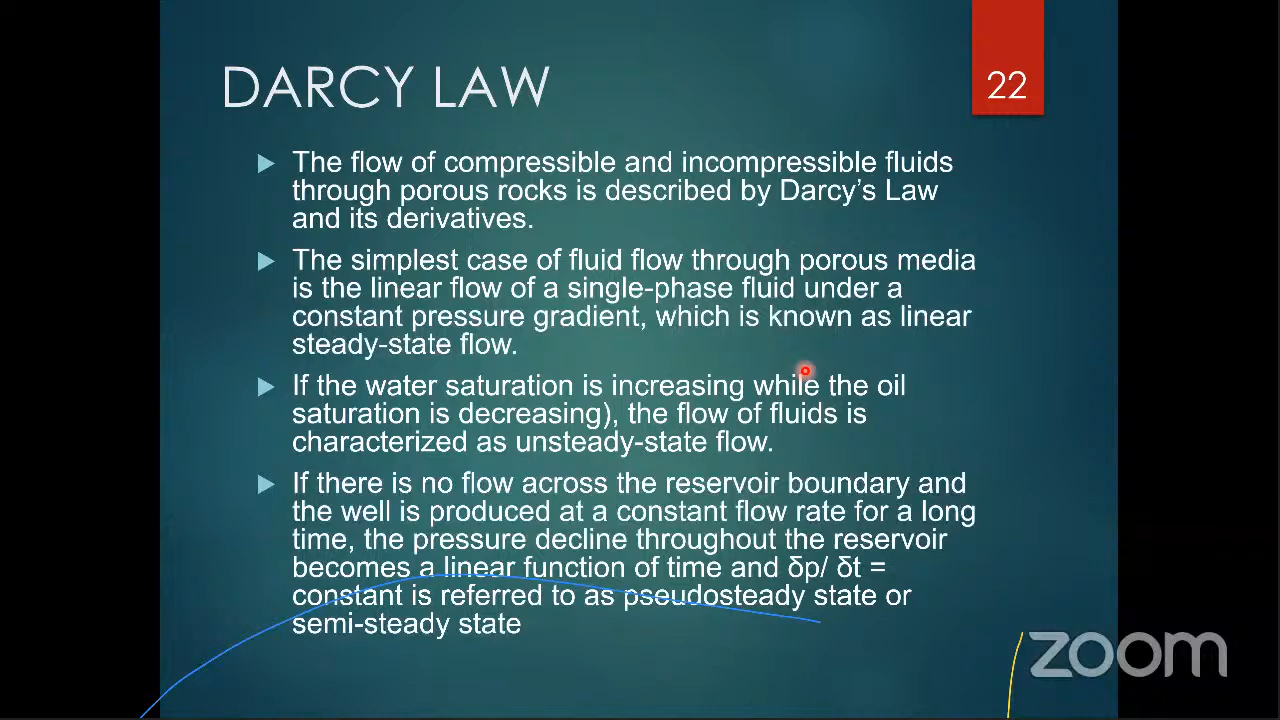 DARCY LAW
22
The flow of compressible and incompressible fluids
through porous rocks is described by Darcy's Law
and its derivatives.
The simplest case of fluid flow through porous media
is the linear flow of a single-phase fluid under a
constant pressure gradient, which is known as linear
steady-state flow.
If the water saturation is increasing while the oil
saturation is decreasing), the flow of fluids is
characterized as unsteady-state flow.
If there is no flow across the reservoir boundary and
the well is produced at a constant flow rate for a long
time, the pressure decline throughout the reservoir
becomes a linear function of time and δp/ δt =
constant is referred to as pseudosteady state or
semi-steady state
zoom